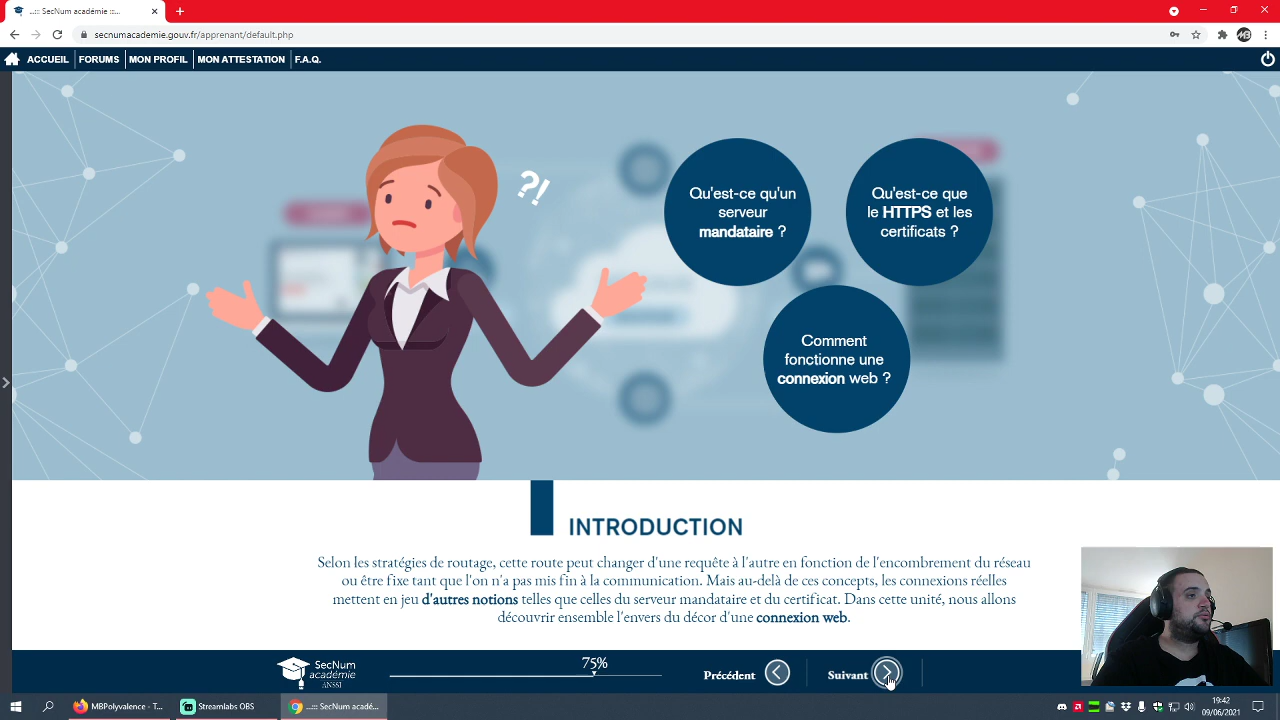 ..:: SecNum académie ::..
secnumacademie.gouv.fr/apprenant/default.php
ACCUEIL FORUMS MON PROFIL MON ATTESTATION F.A.Q.
?!
Qu'est-ce qu'un
serveur
mandataire ?
Qu'est-ce que
le HTTPS et les
certificats ?
Comment
fonctionne une
connexion web ?
INTRODUCTION
Selon les stratégies de routage, cette route peut changer d'une requête à l'autre en fonction de l'encombrement du réseau
ou être fixe tant que l'on n'a pas mis fin à la communication. Mais au-delà de ces concepts, les connexions réelles
mettent en jeu d'autres notions telles que celles du serveur mandataire et du certificat. Dans cette unité, nous allons
découvrir ensemble l'envers du décor d'une connexion web.
SecNum
académie
ANSSI
75%
Précédent
Suivant
MBPolyvalence - T...
Streamlabs OBS
..:: SecNum acadé...
19:42
09/06/2021